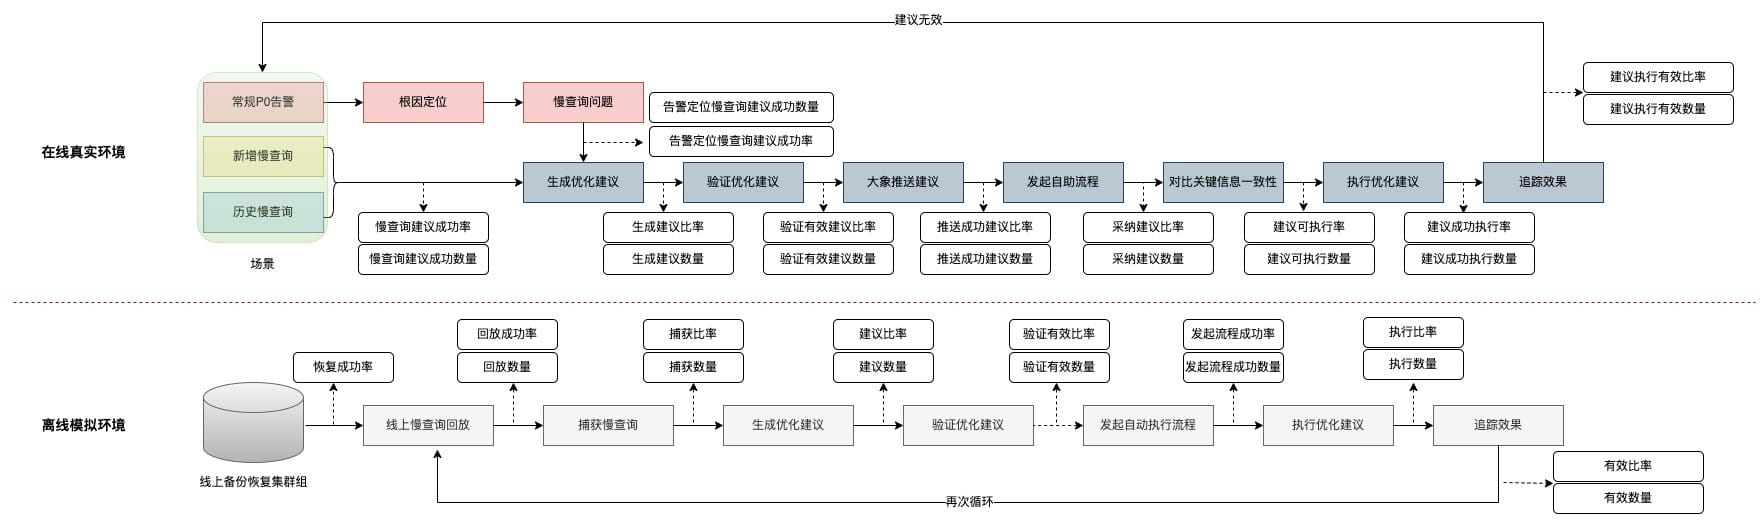 建议无效
在线真实环境
常规P0告警
新增慢查询
历史慢查询
场景
根因定位
慢查询问题
告警定位慢查询建议成功数量
告警定位慢查询建议成功率
慢查询建议成功率
慢查询建议成功数量
生成优化建议
生成建议比率
生成建议数量
验证优化建议
验证有效建议比率
验证有效建议数量
大象推送建议
推送成功建议比率
推送成功建议数量
发起自助流程
采纳建议比率
采纳建议数量
对比关键信息一致性
建议可执行率
建议可执行数量
执行优化建议
建议成功执行率
建议成功执行数量
追踪效果
建议执行有效比率
建议执行有效数量
离线模拟环境
线上备份恢复集群组
恢复成功率
线上慢查询回放
回放成功率
回放数量
捕获慢查询
捕获比率
捕获数量
生成优化建议
建议比率
建议数量
验证优化建议
验证有效比率
验证有效数量
发起自动执行流程
发起流程成功率
发起流程成功数量
执行优化建议
执行比率
执行数量
追踪效果
有效比率
有效数量
再次循环